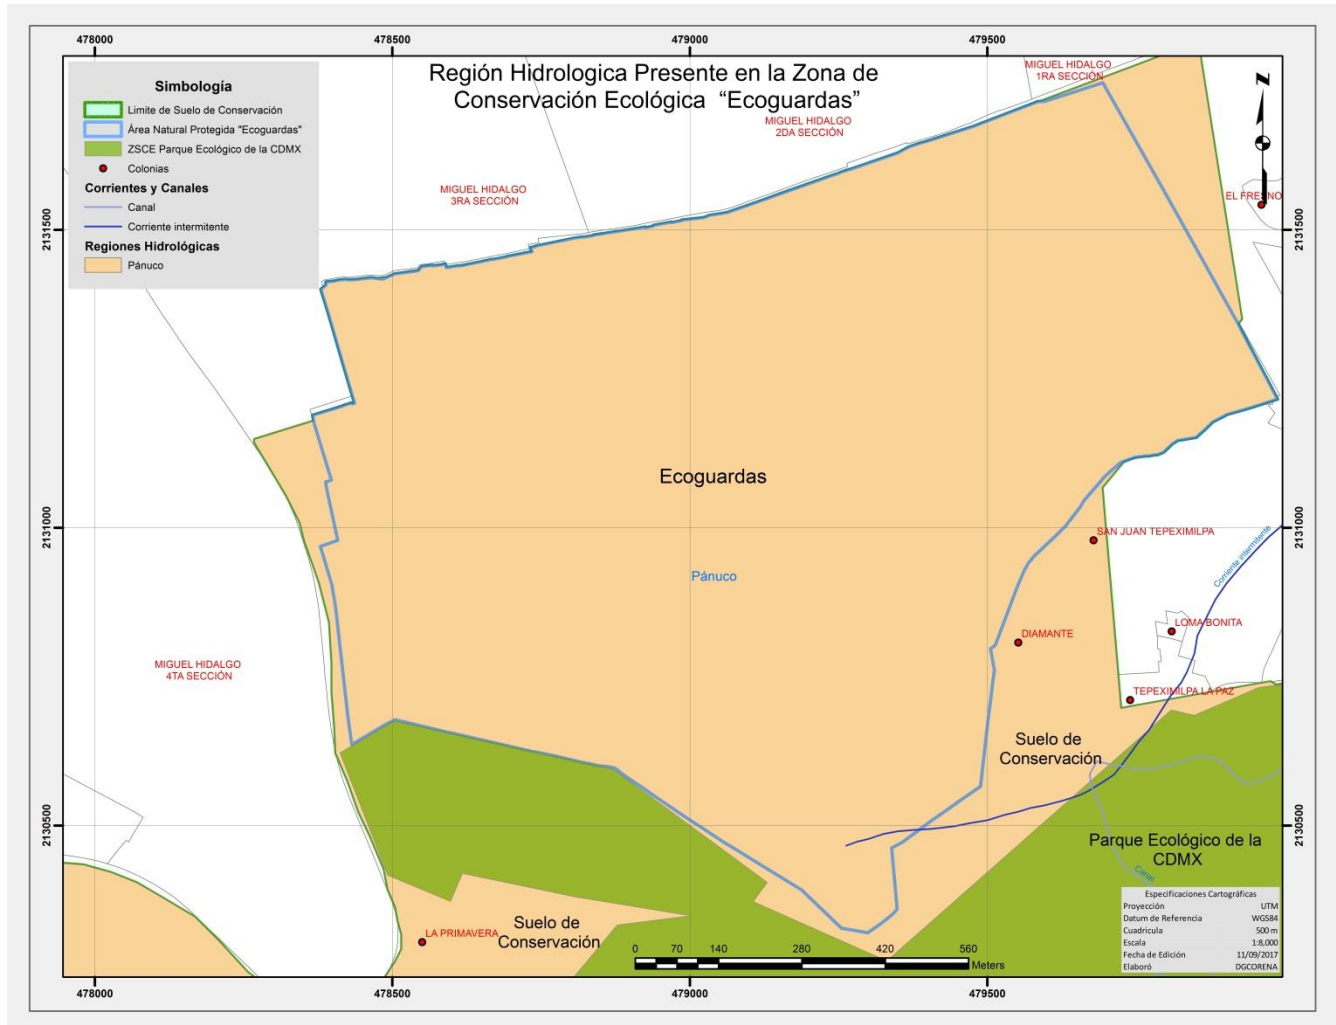 478000
478500
479000
479500
Región Hidrologica Presente en la Zona de
Conservación Ecológica “Ecoguardas”
Simbología
Limite de Suelo de Conservación
Área Natural Protegida "Ecoguardas"
ZSCE Parque Ecológico de la CDMX
Colonias
Corrientes y Canales
Canal
Corriente intermitente
Regiones Hidrológicas
Pánuco
MIGUEL HIDALGO
1RA SECCIÓN
MIGUEL HIDALGO
2DA SECCIÓN
MIGUEL HIDALGO
3RA SECCIÓN
N
EL FRESNO
2131500
2131500
Ecoguardas
2131000
2131000
SAN JUAN TEPEXIMILPA
Corriente intermitente
Pánuco
LOMA BONITA
DIAMANTE
MIGUEL HIDALGO
4TA SECCIÓN
TEPEXIMILPA LA PAZ
Suelo de
Conservación
2130500
2130500
Parque Ecológico de la
CDMX
Canal
Suelo de
Conservación
LA PRIMAVERA
0 70 140 280 420 560
Meters
Especificaciones Cartográficas
Proyección UTM
Datum de Referencia WGS84
Cuadricula 500 m
Escala 1:8,000
Fecha de Edición 11/09/2017
Elaboró DGCORENA
478000
478500
479000
479500